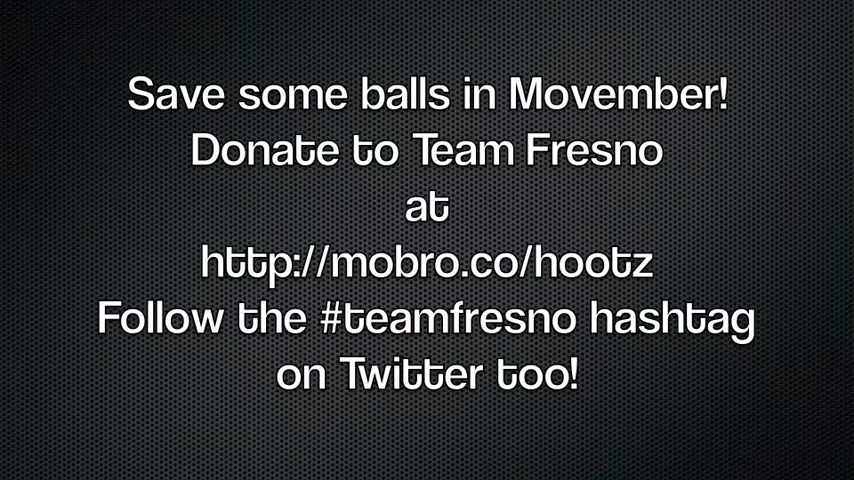 Save some balls in Movember!
Donate to Team Fresno
at
http://mobro.co/hootz
Follow the #teamfresno hashtag
on Twitter too!